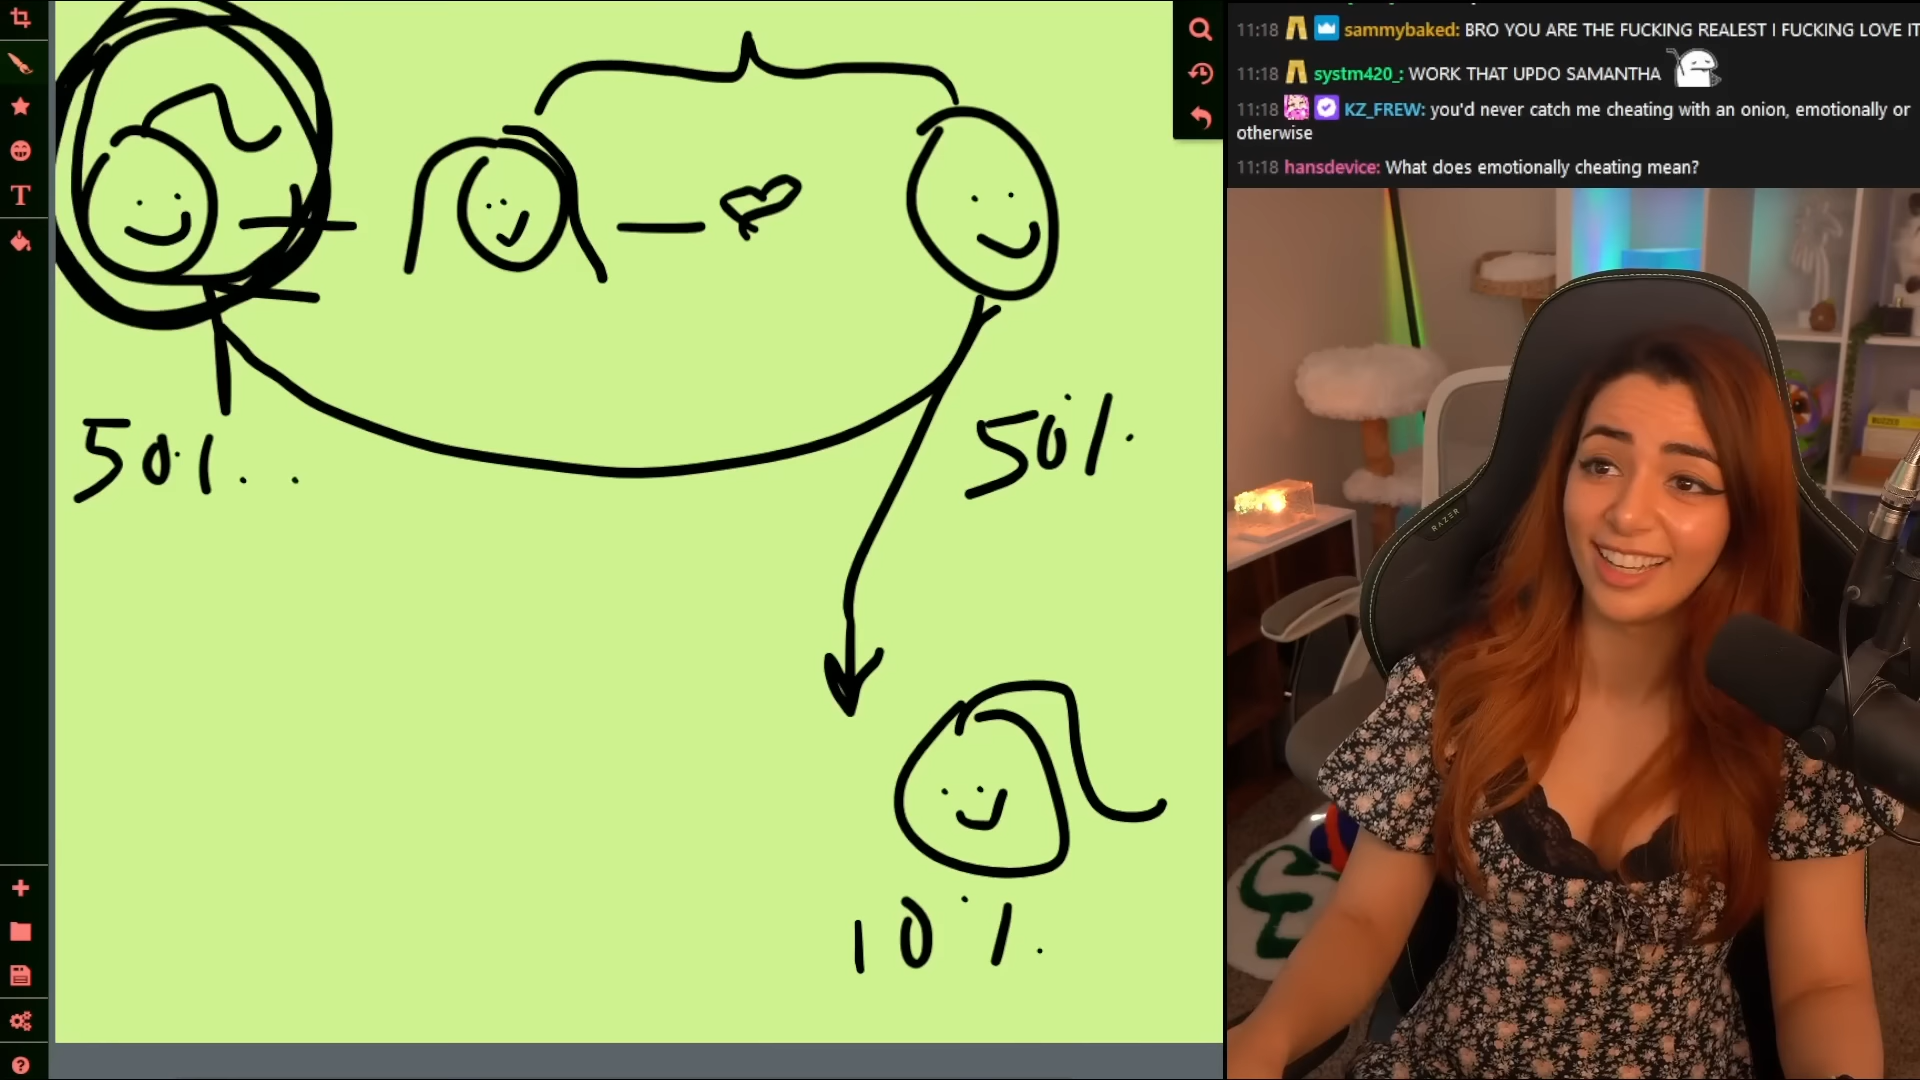 11:18 sammybaked: BRO YOU ARE THE FUCKING REALEST I FUCKING LOVE IT
11:18 systm420_: WORK THAT UPDO SAMANTHA
11:18 KZ_FREW: you'd never catch me cheating with an onion, emotionally or
otherwise
11:18 hansdevice: What does emotionally cheating mean?
T
50%
50%
10%
RAZER
?